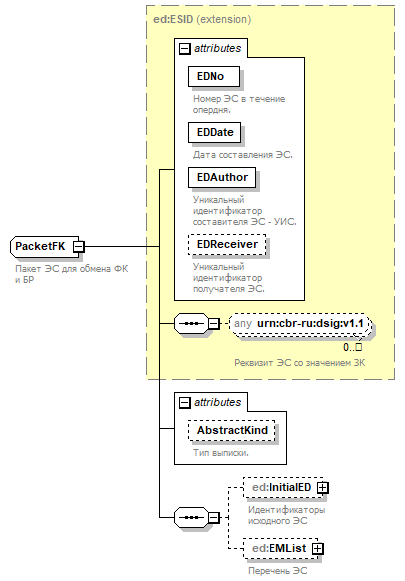 ed:ESID (extension)
attributes
EDNo
Номер ЭС в течение
опердня.
EDDate
Дата составления ЭС.
EDAuthor
Уникальный
идентификатор
составителя ЭС - УИС.
EDReceiver
Уникальный
идентификатор
получателя ЭС.
PacketFK
Пакет ЭС для обмена ФК
и БР
any urn:cbr-ru:dsig:v1.1
0..□
Реквизит ЭС со значением ЗК
attributes
AbstractKind
Тип выписки.
ed:InitialED
Идентификаторы
исходного ЭС
ed:EMList
Перечень ЭС